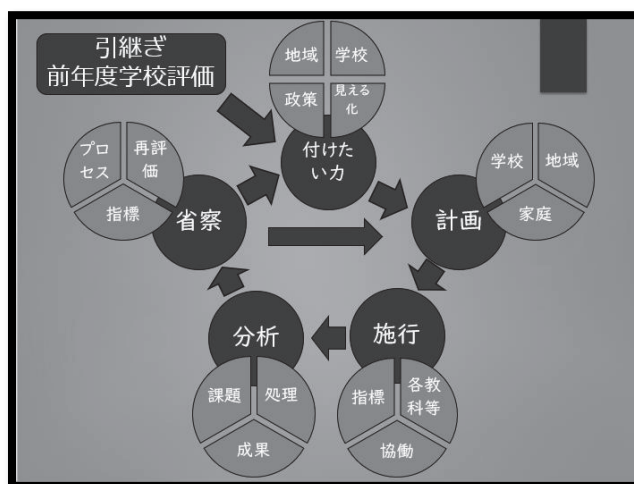 引継ぎ
前年度学校評価
地域
学校
政策
見える
化
付けた
い力
プロ
セス
再評
価
指標
省察
学校
地域
家庭
計画
分析
課題
処理
成果
施行
指標
各教
科等
協働